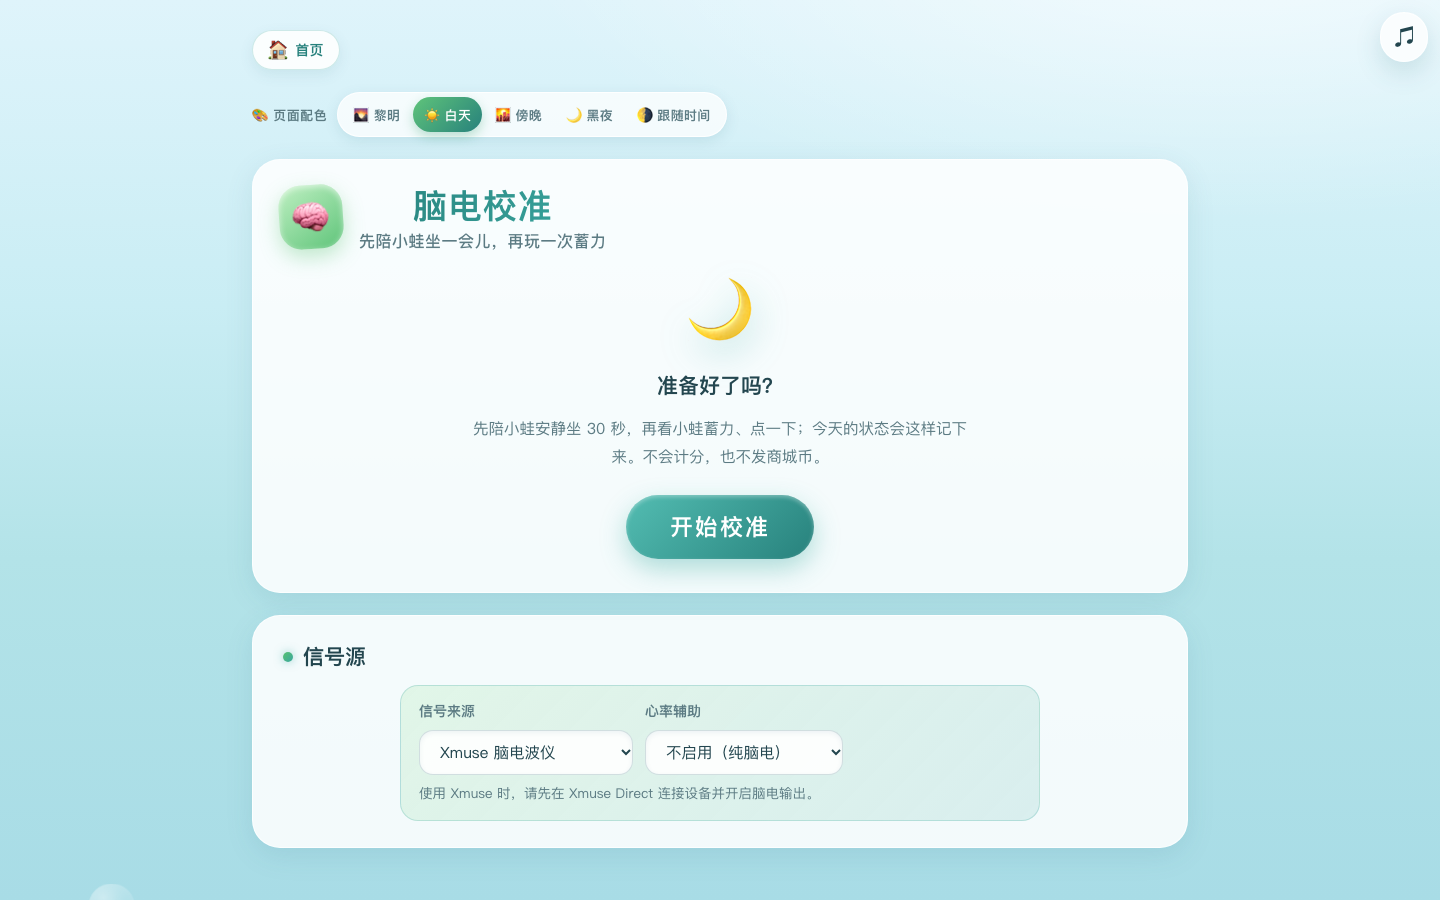 首页
页面配色
黎明
白天
傍晚
黑夜
跟随时间
脑电校准
先陪小蛙坐一会儿，再玩一次蓄力
准备好了吗？
先陪小蛙安静坐 30 秒，再看小蛙蓄力、点一下；今天的状态会这样记下
来。不会计分，也不发商城币。
开始校准
信号源
信号来源
心率辅助
Xmuse 脑电波仪
不启用（纯脑电）
使用 Xmuse 时，请先在 Xmuse Direct 连接设备并开启脑电输出。